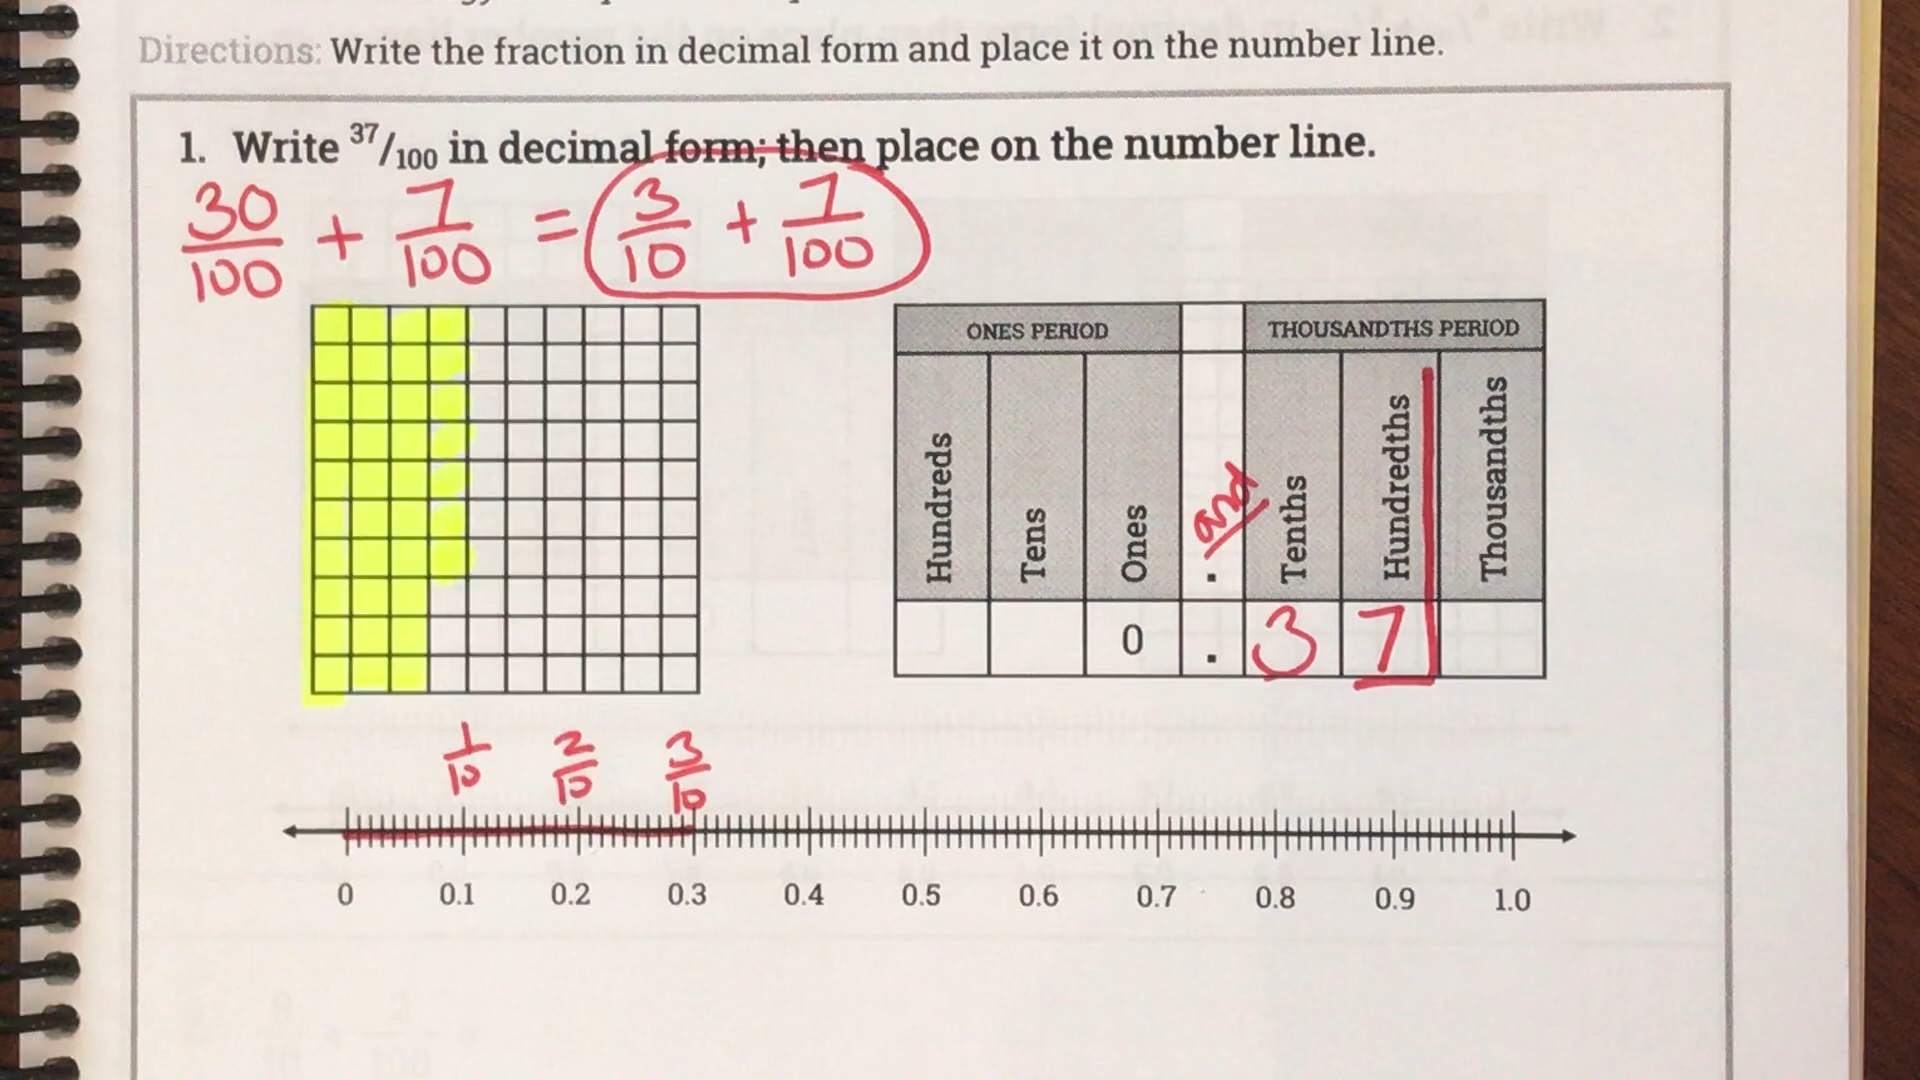 Directions: Write the fraction in decimal form and place it on the number line.
1. Write 37/100 in decimal form; then place on the number line.
30/100 + 7/100 = 3/10 + 7/100
ONES PERIOD THOUSANDTHS PERIOD
Hundreds Tens Ones . and Tenths Hundredths Thousandths
0 . 3 7
1/10 2/10 3/10
0 0.1 0.2 0.3 0.4 0.5 0.6 0.7 0.8 0.9 1.0